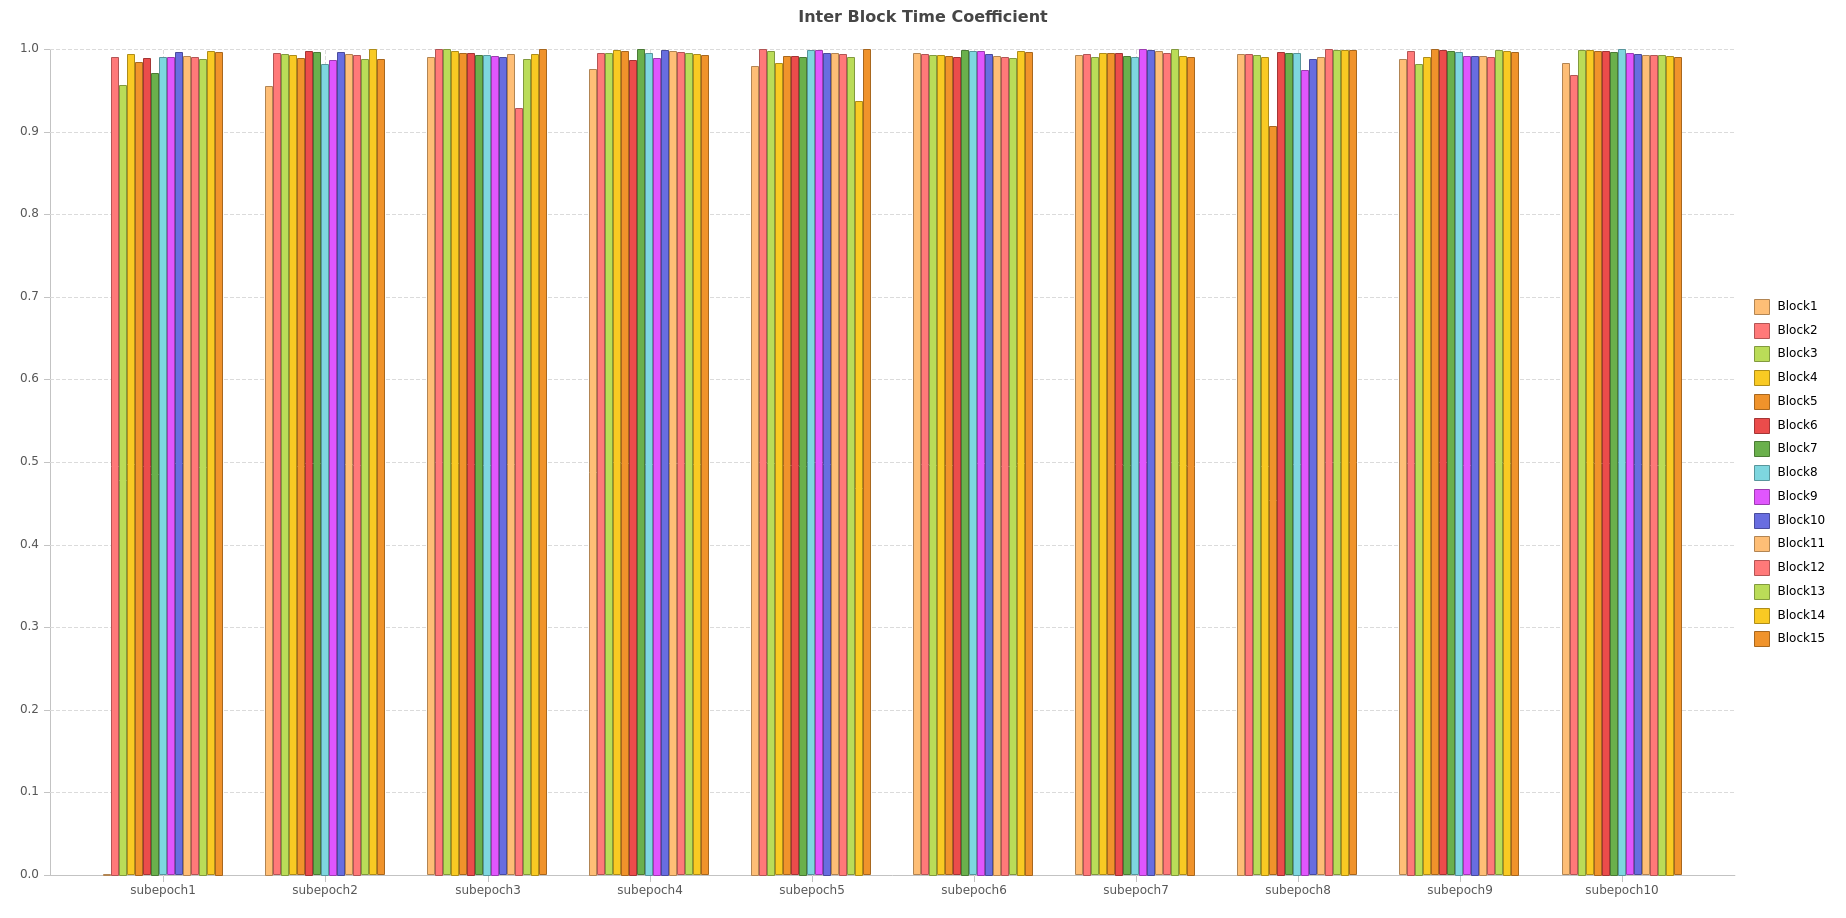 Inter Block Time Coefficient
1.0
0.9
0.8
0.7
0.6
0.5
0.4
0.3
0.2
0.1
0.0
subepoch1 subepoch2 subepoch3 subepoch4 subepoch5 subepoch6 subepoch7 subepoch8 subepoch9 subepoch10
Block1
Block2
Block3
Block4
Block5
Block6
Block7
Block8
Block9
Block10
Block11
Block12
Block13
Block14
Block15